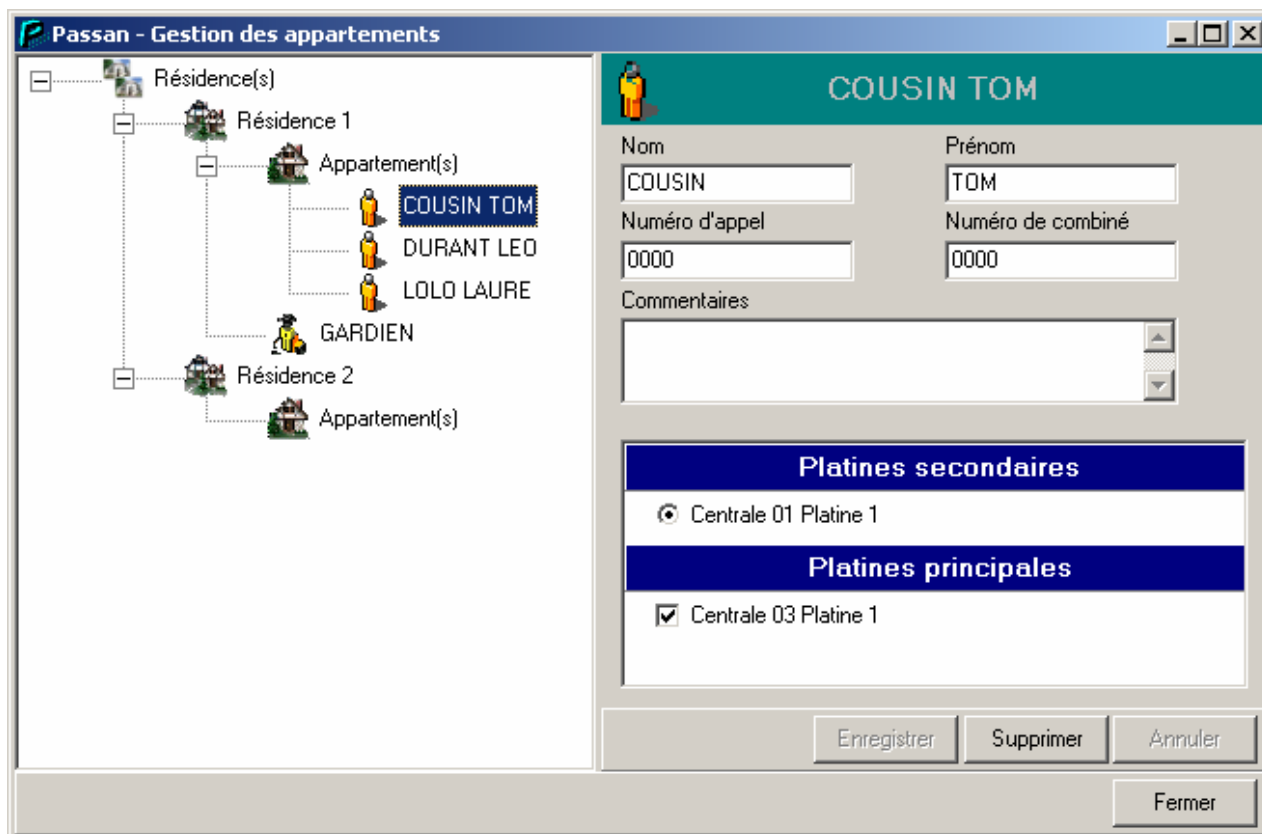 Passan - Gestion des appartements
Résidence(s)
Résidence 1
Appartement(s)
COUSIN TOM
DURANT LEO
LOLO LAURE
GARDIEN
Résidence 2
Appartement(s)
COUSIN TOM
Nom Prénom
COUSIN TOM
Numéro d'appel Numéro de combiné
0000 0000
Commentaires
Platines secondaires
Centrale 01 Platine 1
Platines principales
Centrale 03 Platine 1
Enregistrer Supprimer Annuler
Fermer